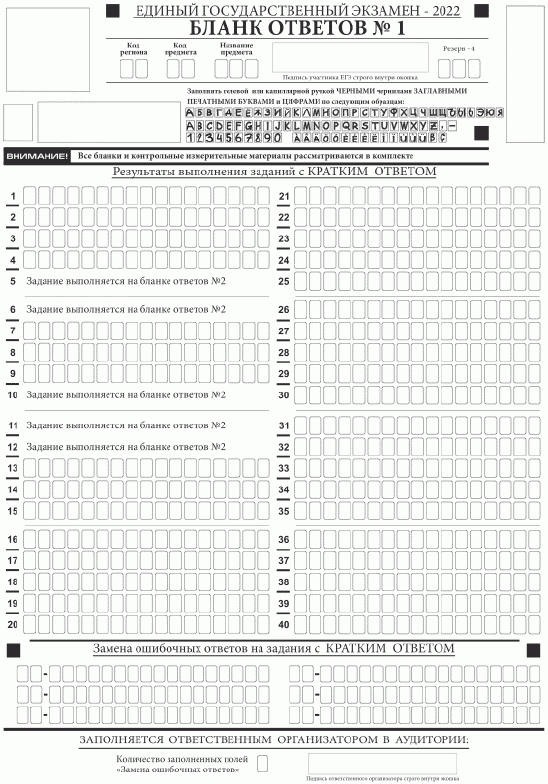 ЕДИНЫЙ ГОСУДАРСТВЕННЫЙ ЭКЗАМЕН - 2022
БЛАНК ОТВЕТОВ № 1
Код региона
Код предмета
Название предмета
Резерв - 4
Подпись участника ЕГЭ строго внутри окошка
Заполнять гелевой или капиллярной ручкой ЧЕРНЫМИ чернилами ЗАГЛАВНЫМИ
ПЕЧАТНЫМИ БУКВАМИ и ЦИФРАМИ по следующим образцам:
АБВГДЕЁЖЗИЙКЛМНОПРСТУФХЦЧШЩЪЫЬЭЮЯ
ABCDEFGHIJKLMNOPQRSTUVWXYZ,-
1234567890
ВНИМАНИЕ!
Все бланки и контрольные измерительные материалы рассматриваются в комплекте
Результаты выполнения заданий с КРАТКИМ ОТВЕТОМ
1
2
3
4
5 Задание выполняется на бланке ответов №2
6 Задание выполняется на бланке ответов №2
7
8
9
10 Задание выполняется на бланке ответов №2
11 Задание выполняется на бланке ответов №2
12 Задание выполняется на бланке ответов №2
13
14
15
16
17
18
19
20
21
22
23
24
25
26
27
28
29
30
31
32
33
34
35
36
37
38
39
40
Замена ошибочных ответов на задания с КРАТКИМ ОТВЕТОМ
-
-
-
-
-
-
ЗАПОЛНЯЕТСЯ ОТВЕТСТВЕННЫМ ОРГАНИЗАТОРОМ В АУДИТОРИИ:
Количество заполненных полей
«Замена ошибочных ответов»
Подпись ответственного организатора строго внутри окошка